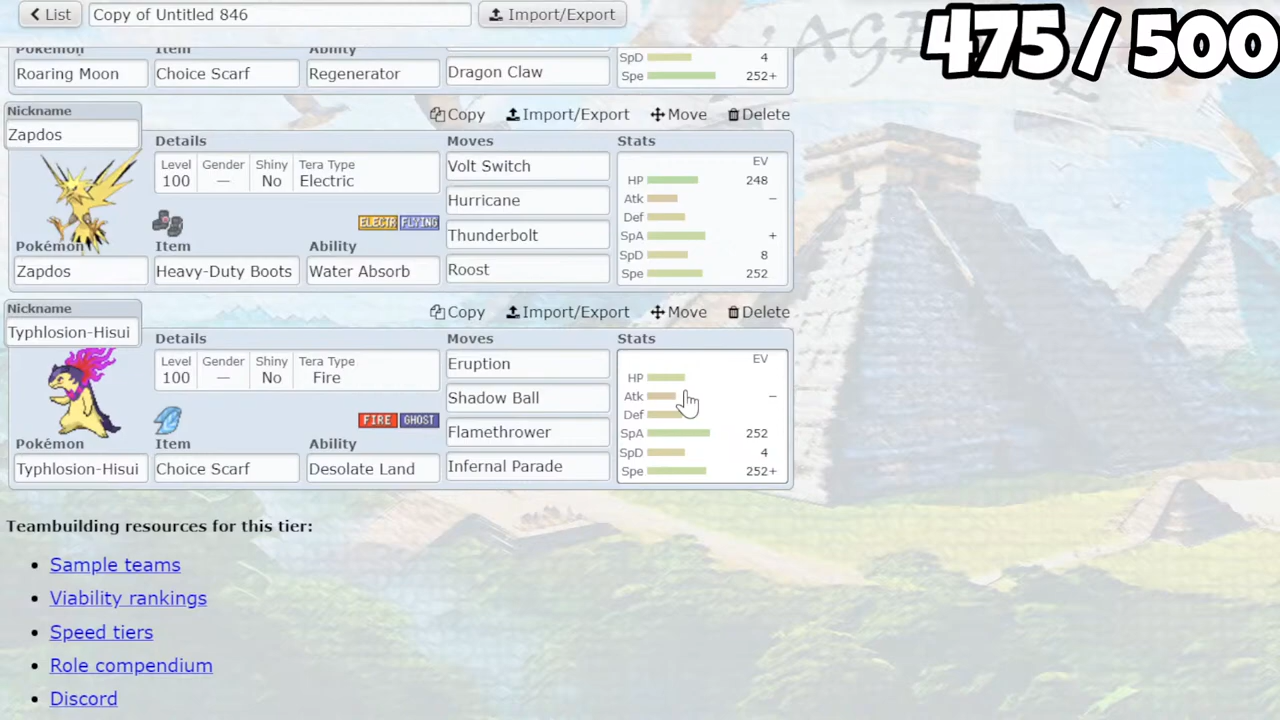 List
Copy of Untitled 846
Import/Export
475 / 500
Pokémon Item Ability
Roaring Moon Choice Scarf Regenerator Dragon Claw
SpD 4
Spe 252+
Nickname
Zapdos
Copy Import/Export Move Delete
Details Moves Stats
Level Gender Shiny Tera Type
100 — No Electric
Volt Switch
Hurricane
Thunderbolt
Roost
EV
HP 248
Atk −
Def
SpA +
SpD 8
Spe 252
ELECTR FLYING
Pokémon Item Ability
Zapdos Heavy-Duty Boots Water Absorb
Nickname
Typhlosion-Hisui
Copy Import/Export Move Delete
Details Moves Stats
Level Gender Shiny Tera Type
100 — No Fire
Eruption
Shadow Ball
Flamethrower
Infernal Parade
EV
HP
Atk −
Def
SpA 252
SpD 4
Spe 252+
FIRE GHOST
Pokémon Item Ability
Typhlosion-Hisui Choice Scarf Desolate Land
Teambuilding resources for this tier:
Sample teams
Viability rankings
Speed tiers
Role compendium
Discord